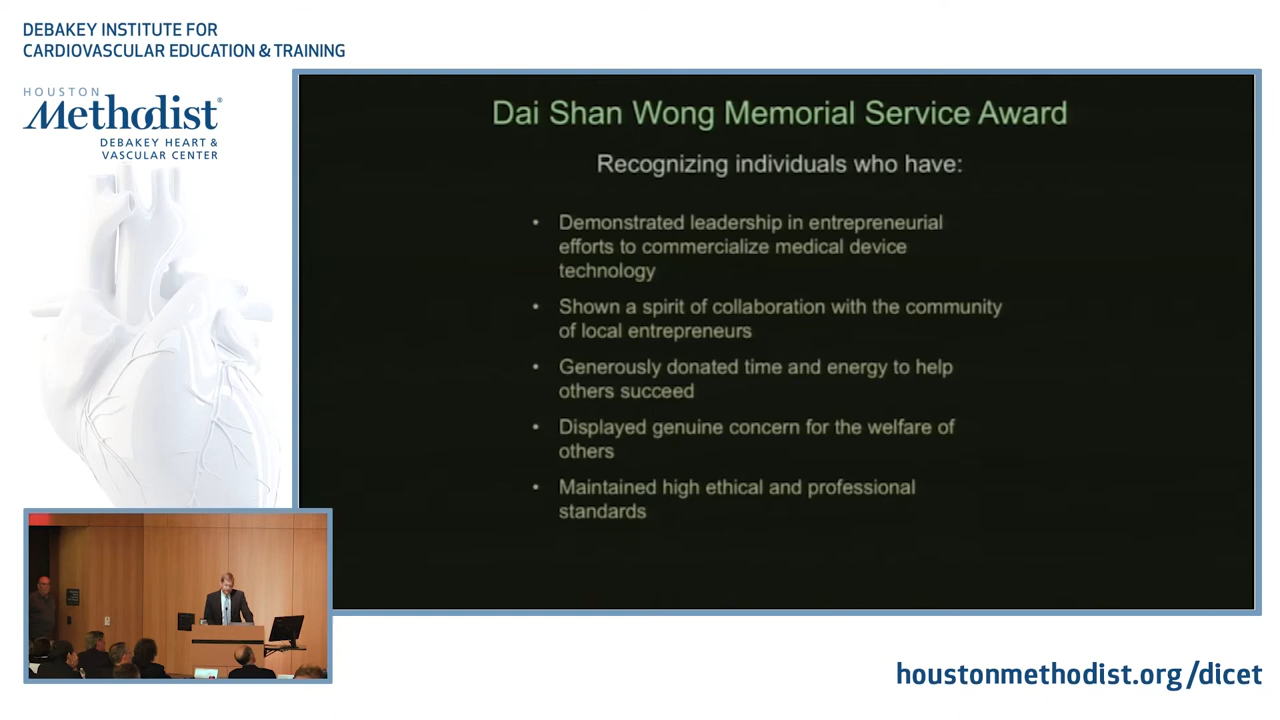 DEBAKEY INSTITUTE FOR
CARDIOVASCULAR EDUCATION & TRAINING
HOUSTON
Methodist®
DEBAKEY HEART &
VASCULAR CENTER
Dai Shan Wong Memorial Service Award
Recognizing individuals who have:
• Demonstrated leadership in entrepreneurial
efforts to commercialize medical device
technology
• Shown a spirit of collaboration with the community
of local entrepreneurs
• Generously donated time and energy to help
others succeed
• Displayed genuine concern for the welfare of
others
• Maintained high ethical and professional
standards
houstonmethodist.org/dicet